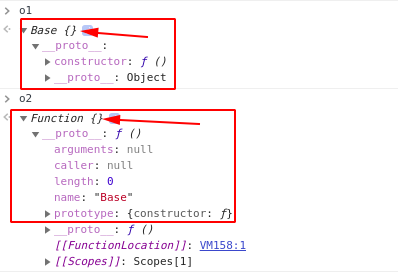 > o1
<· ▼Base {}
▼__proto__:
▶constructor: ƒ ()
▶__proto__: Object
> o2
<· ▼Function {}
▼__proto__: ƒ ()
arguments: null
caller: null
length: 0
name: "Base"
▶prototype: {constructor: ƒ}
▶__proto__: ƒ ()
[[FunctionLocation]]: VM158:1
▶[[Scopes]]: Scopes[1]